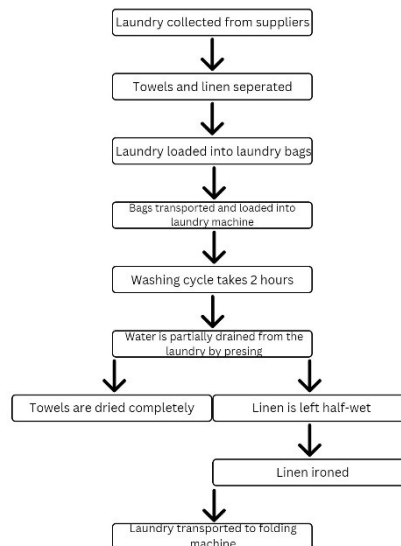 Laundry collected from suppliers
Towels and linen seperated
Laundry loaded into laundry bags
Bags transported and loaded into
laundry machine
Washing cycle takes 2 hours
Water is partially drained from the
laundry by presing
Towels are dried completely
Linen is left half-wet
Linen ironed
Laundry transported to folding
machine